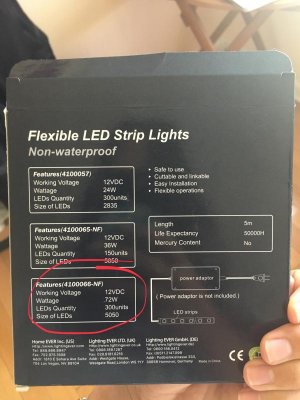 Flexible LED Strip Lights
Non-waterproof
Features(4100057)
Working Voltage 12VDC
Wattage 24W
LEDs Quantity 300units
Size of LEDs 2835
• Safe to use
• Cuttable and linkable
• Easy Installation
• Flexible operations
Features(4100065-NF)
Working Voltage 12VDC
Wattage 36W
LEDs Quantity 150units
Size of LEDs 5050
Length 5m
Life Expectancy 50000H
Mercury Content No
Features(4100066-NF)
Working Voltage 12VDC
Wattage 72W
LEDs Quantity 300units
Size of LEDs 5050
power adaptor
( Power adaptor is not included.)
LED strips
Home EVER Inc. (US)
Lighting EVER LTD. (UK)
Lighting EVER GmbH. (DE)
CE